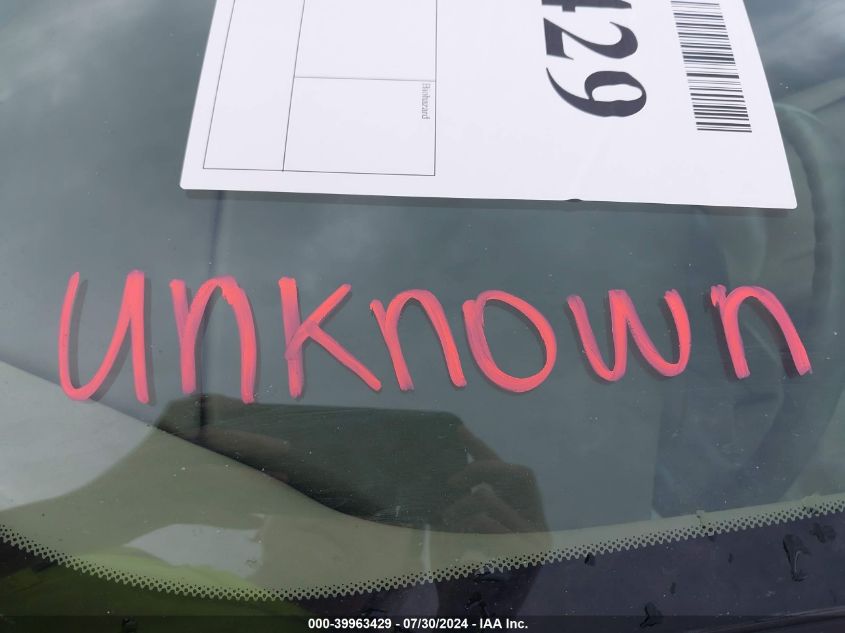 429
Biohazard
unknown
000-39963429 - 07/30/2024 - IAA Inc.